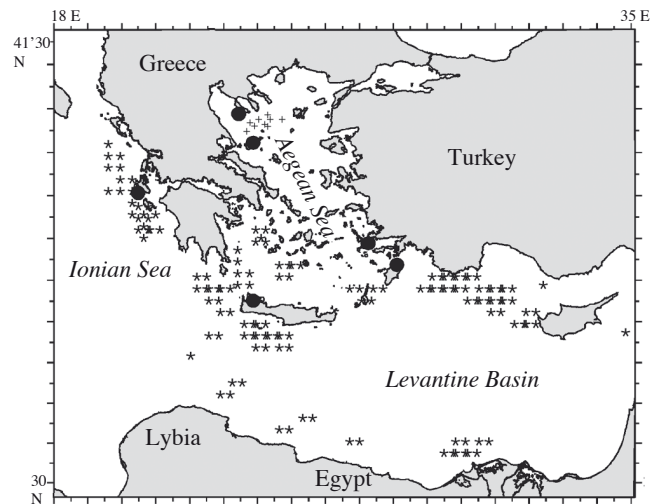 18 E 35 E
41'30
N
Greece
Turkey
Aegean Sea
Ionian Sea
Levantine Basin
Lybia
Egypt
30
N